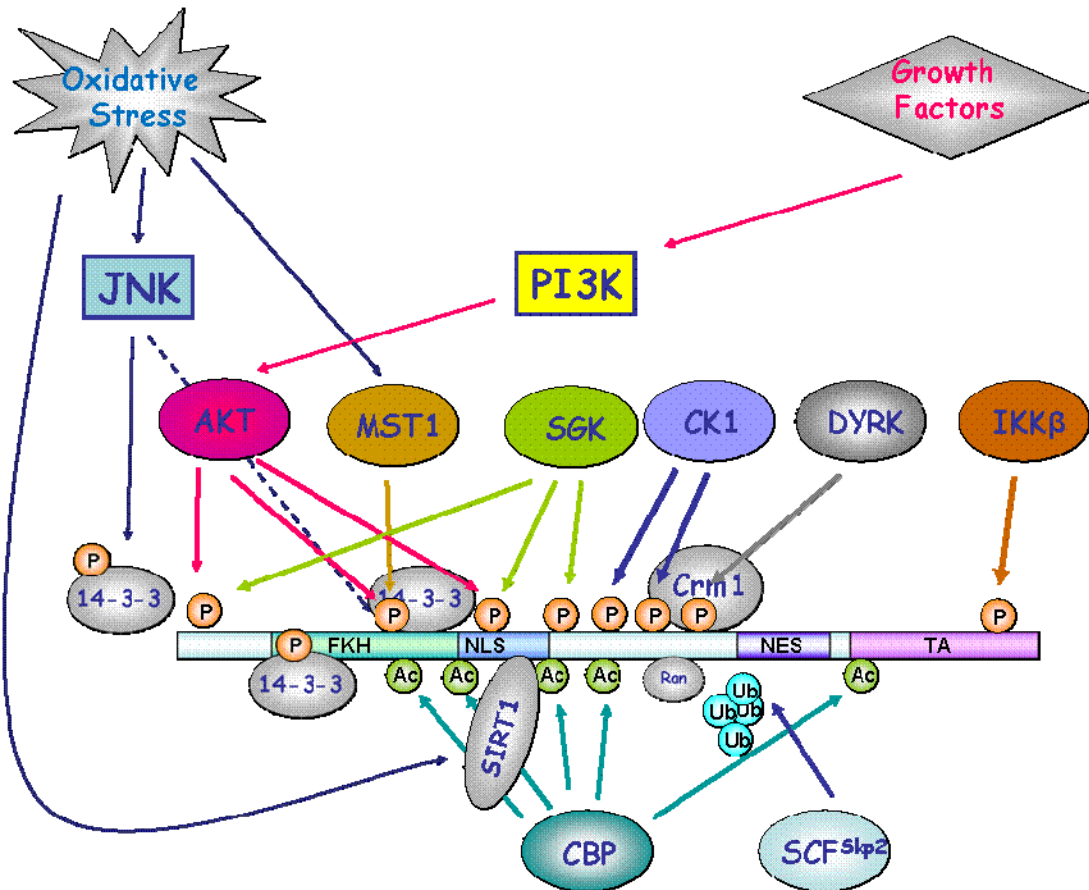 Oxidative
Stress
Growth
Factors
JNK
PI3K
AKT
MST1
SGK
CK1
DYRK
IKKβ
P
14-3-3
P
14-3-3
P
P
P
P
P
Crm1
P
P
P
14-3-3
FKH
NLS
NES
TA
Ac
Ac
Ac
Ac
Ran
Ac
SIRT1
Ub
Ub
Ub
Ub
CBP
SCF Skp2